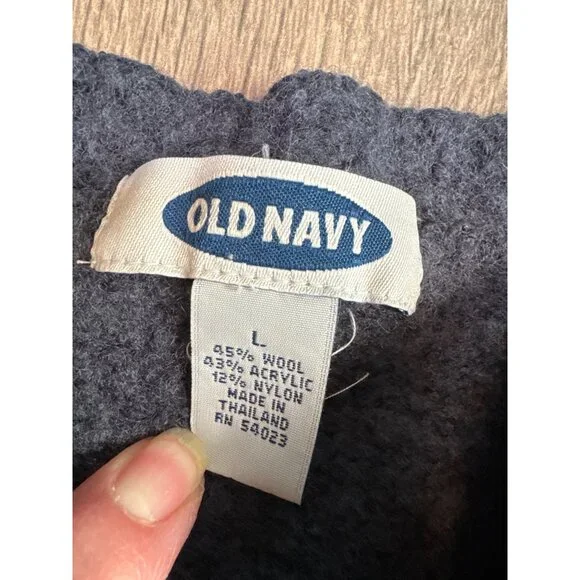 OLD NAVY
L
45% WOOL
43% ACRYLIC
12% NYLON
MADE IN
THAILAND
RN 54023